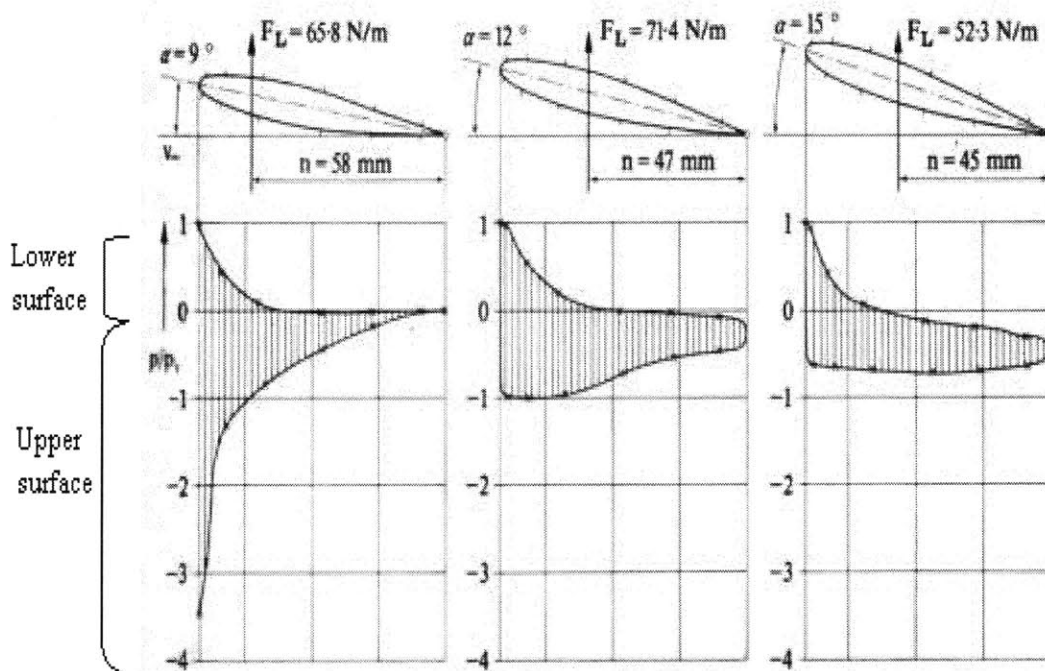 α=9° F_L=65·8 N/m
α=12° F_L=71·4 N/m
α=15° F_L=52·3 N/m
v∞
n = 58 mm
n = 47 mm
n = 45 mm
Lower
surface
Upper
surface
1
0
p/p₁
-1
-2
-3
-4
1
0
-1
-2
-3
-4
1
0
-1
-2
-3
-4